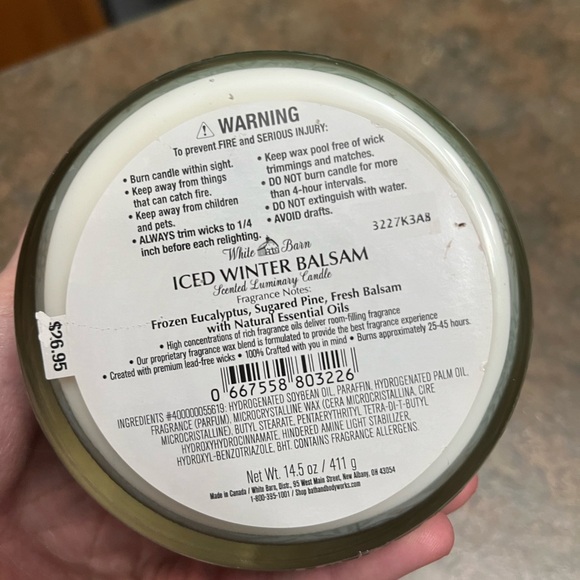 WARNING
To prevent FIRE and SERIOUS INJURY:
• Burn candle within sight.
• Keep away from things
that can catch fire.
• Keep away from children
and pets.
• ALWAYS trim wicks to 1/4
inch before each relighting.
• Keep wax pool free of wick
trimmings and matches.
• DO NOT burn candle for more
than 4-hour intervals.
• DO NOT extinguish with water.
• AVOID drafts.
3227K3A8
White Barn
ICED WINTER BALSAM
Scented Luminary Candle
Fragrance Notes:
Frozen Eucalyptus, Sugared Pine, Fresh Balsam
with Natural Essential Oils
• High concentrations of rich fragrance oils deliver room-filling fragrance
• Our proprietary fragrance wax blend is formulated to provide the best fragrance experience
• Created with premium lead-free wicks • 100% Crafted with you in mind • Burns approximately 25-45 hours.
$26.95
0 667558 803226
INGREDIENTS #40000055619: HYDROGENATED SOYBEAN OIL, PARAFFIN, HYDROGENATED PALM OIL,
FRAGRANCE (PARFUM), MICROCRYSTALLINE WAX (CERA MICROCRISTALLINA, CIRE
MICROCRISTALLINE), BUTYL STEARATE, PENTAERYTHRITYL TETRA-DI-T-BUTYL
HYDROXYHYDROCINNAMATE, HINDERED AMINE LIGHT STABILIZER,
HYDROXYL-BENZOTRIAZOLE, BHT. CONTAINS FRAGRANCE ALLERGENS.
Net Wt. 14.5 oz / 411 g
Made in Canada / White Barn, Distr., 95 West Main Street, New Albany, OH 43054
1-800-395-1001 / Shop bathandbodyworks.com